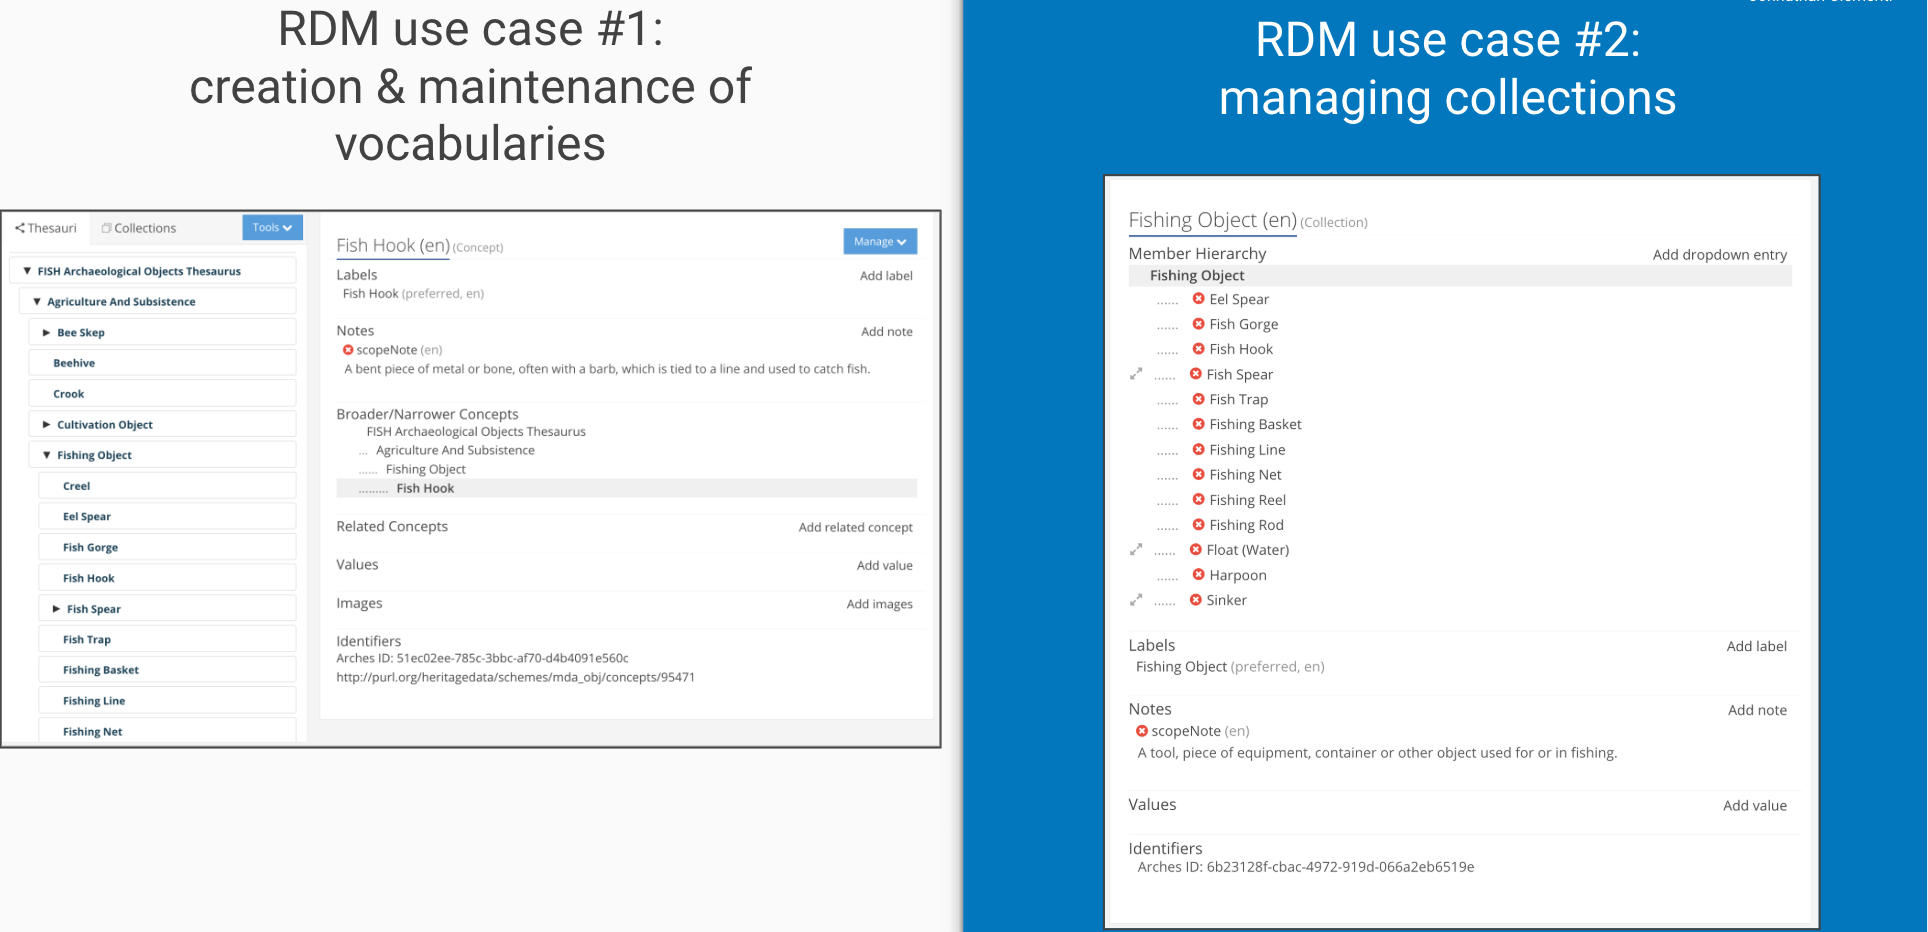 RDM use case #1:
creation & maintenance of
vocabularies
Thesauri
Collections
Tools
FISH Archaeological Objects Thesaurus
Agriculture And Subsistence
Bee Skep
Beehive
Crook
Cultivation Object
Fishing Object
Creel
Eel Spear
Fish Gorge
Fish Hook
Fish Spear
Fish Trap
Fishing Basket
Fishing Line
Fishing Net
Fish Hook (en) (Concept)
Manage
Labels
Add label
Fish Hook (preferred, en)
Notes
Add note
scopeNote (en)
A bent piece of metal or bone, often with a barb, which is tied to a line and used to catch fish.
Broader/Narrower Concepts
FISH Archaeological Objects Thesaurus
... Agriculture And Subsistence
...... Fishing Object
......... Fish Hook
Related Concepts
Add related concept
Values
Add value
Images
Add images
Identifiers
Arches ID: 51ec02ee-785c-3bbc-af70-d4b4091e560c
http://purl.org/heritagedata/schemes/mda_obj/concepts/95471
RDM use case #2:
managing collections
Fishing Object (en) (Collection)
Member Hierarchy
Add dropdown entry
Fishing Object
...... Eel Spear
...... Fish Gorge
...... Fish Hook
...... Fish Spear
...... Fish Trap
...... Fishing Basket
...... Fishing Line
...... Fishing Net
...... Fishing Reel
...... Fishing Rod
...... Float (Water)
...... Harpoon
...... Sinker
Labels
Add label
Fishing Object (preferred, en)
Notes
Add note
scopeNote (en)
A tool, piece of equipment, container or other object used for or in fishing.
Values
Add value
Identifiers
Arches ID: 6b23128f-cbac-4972-919d-066a2eb6519e